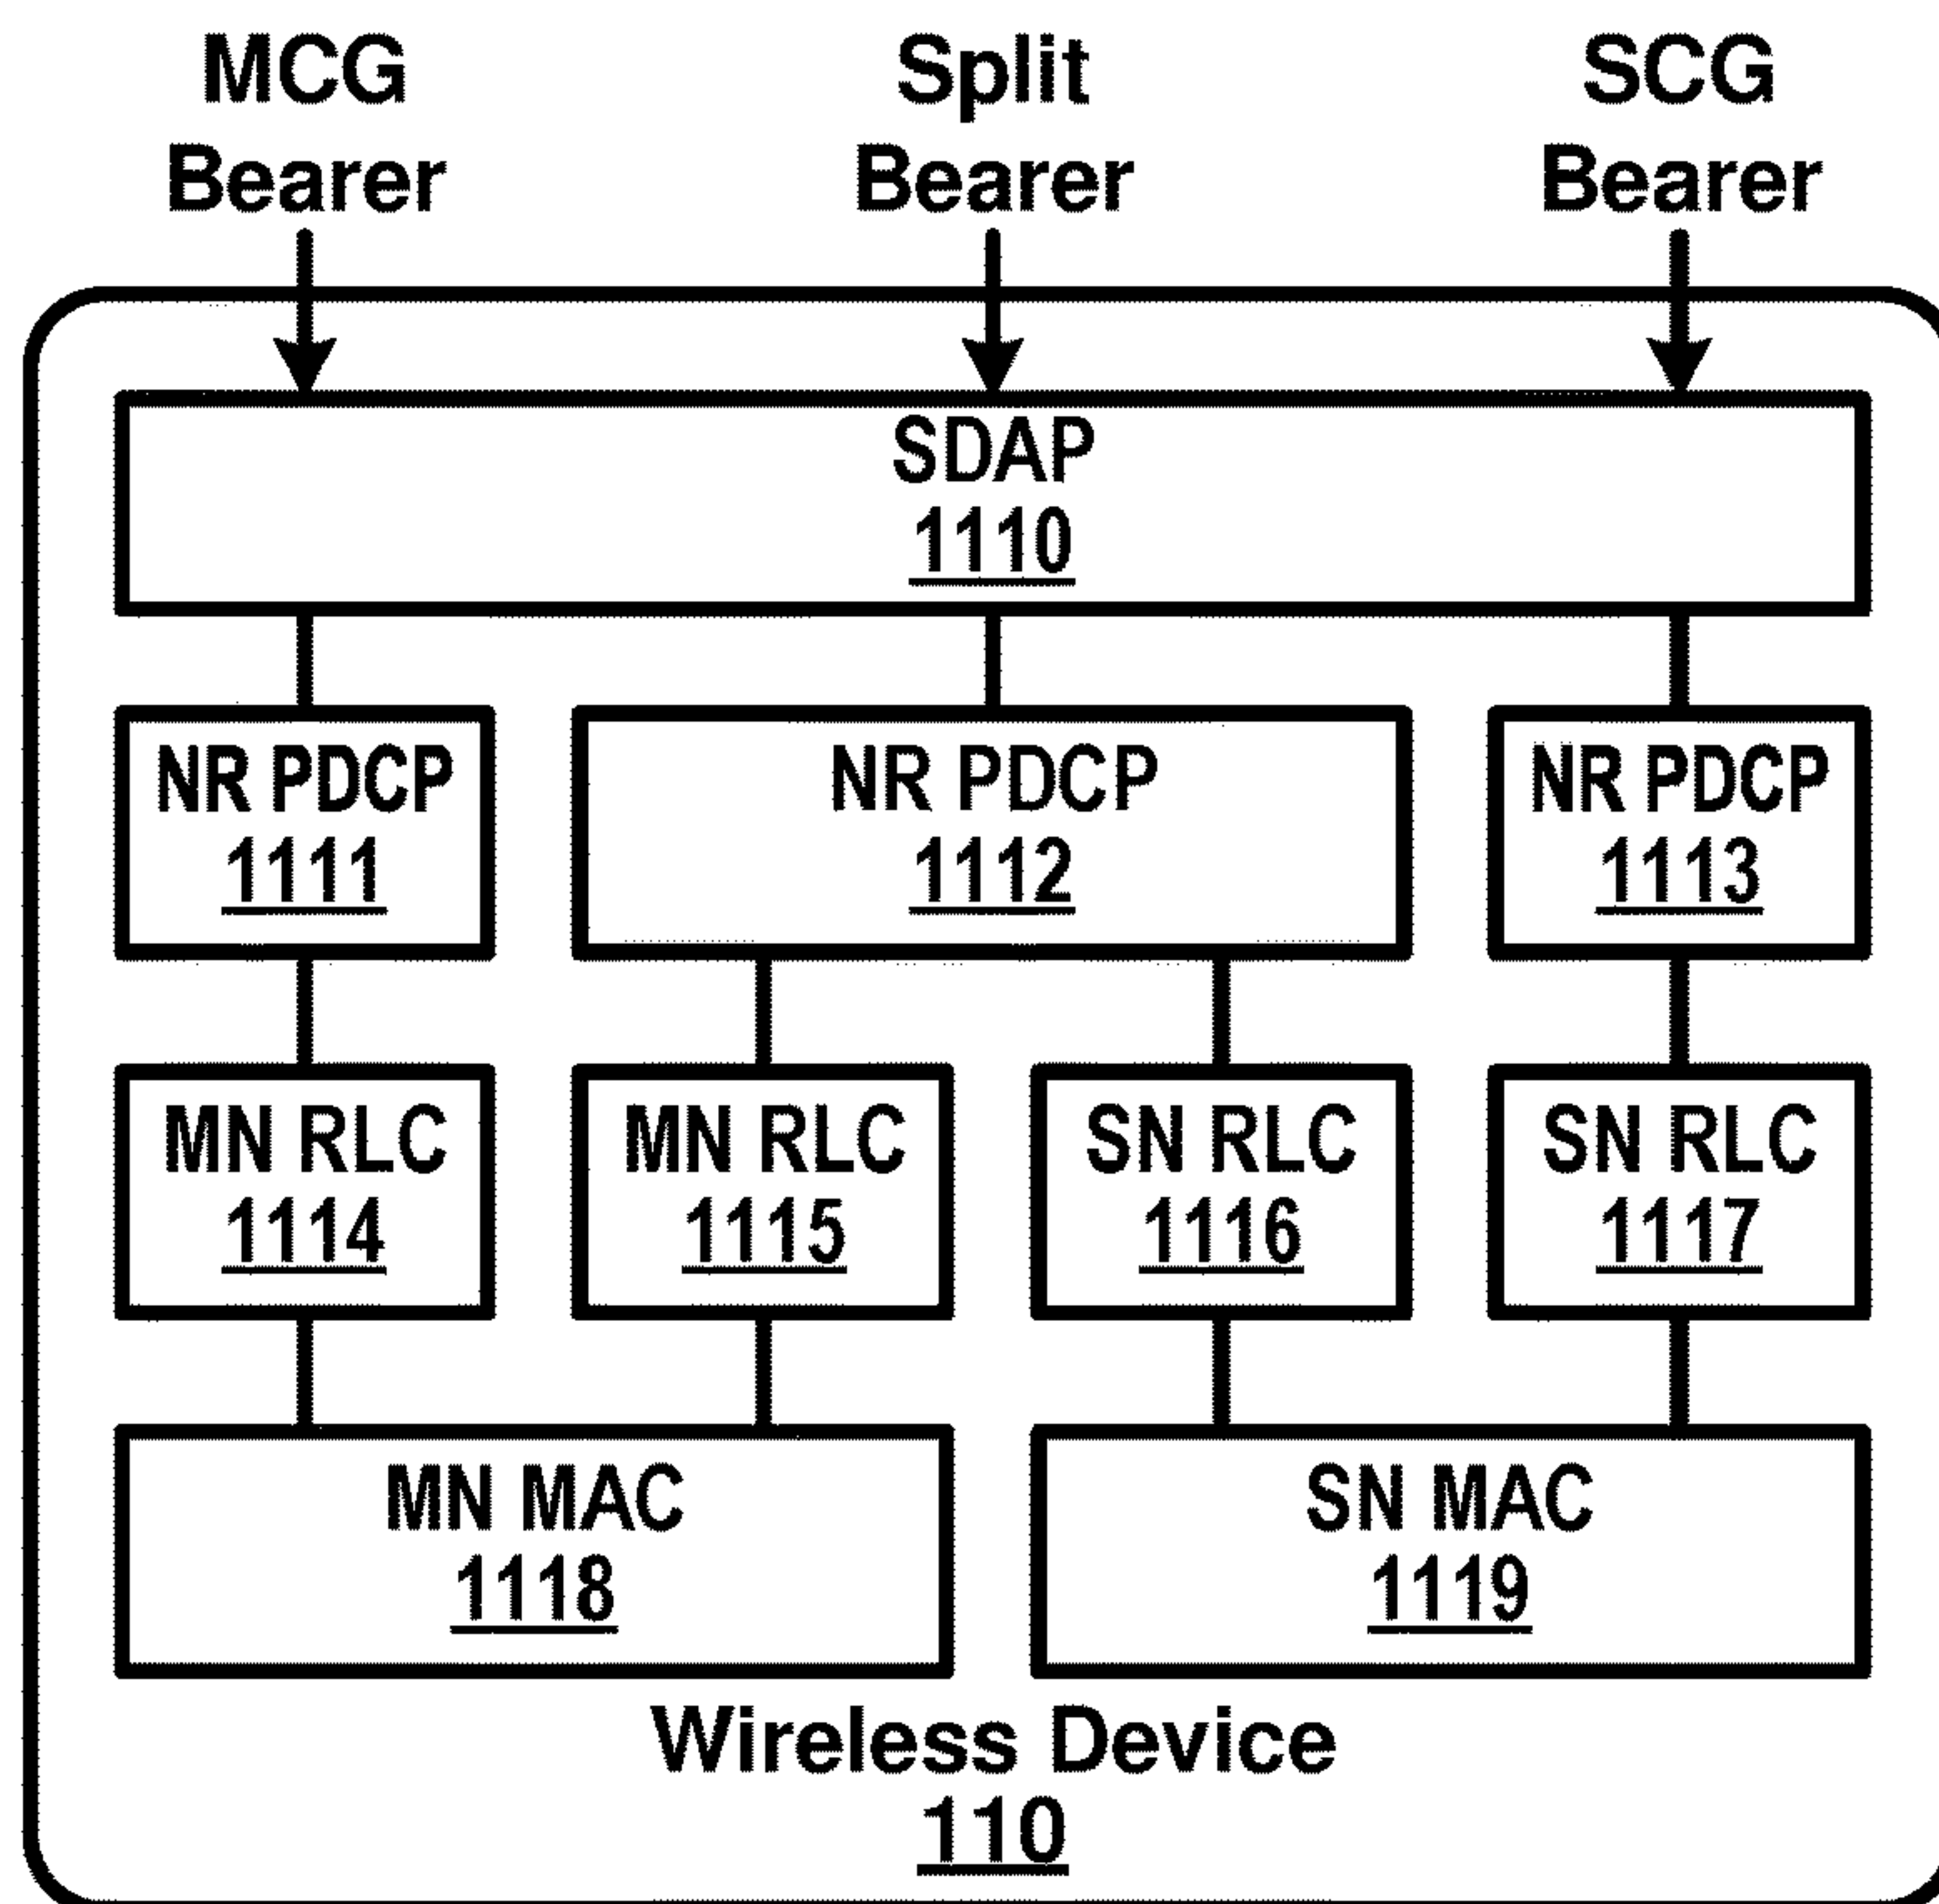 MCG
Bearer
Split
Bearer
SCG
Bearer
SDAP
1110
NR PDCP
1111
NR PDCP
1112
NR PDCP
1113
MN RLC
1114
MN RLC
1115
SN RLC
1116
SN RLC
1117
MN MAC
1118
SN MAC
1119
Wireless Device
110